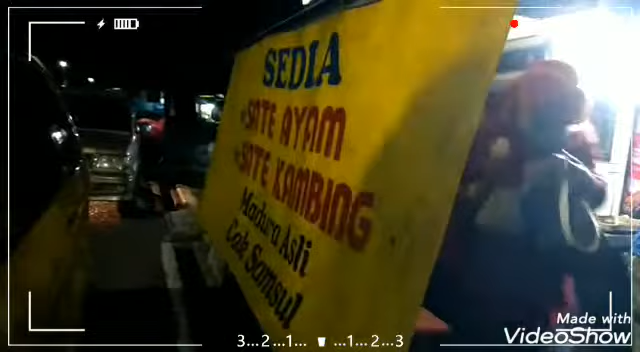 SEDIA
- SATE AYAM
- SATE KAMBING
Madura Asli
Cak Samsul
3...2...1... ...1...2...3
Made with
VideoShow